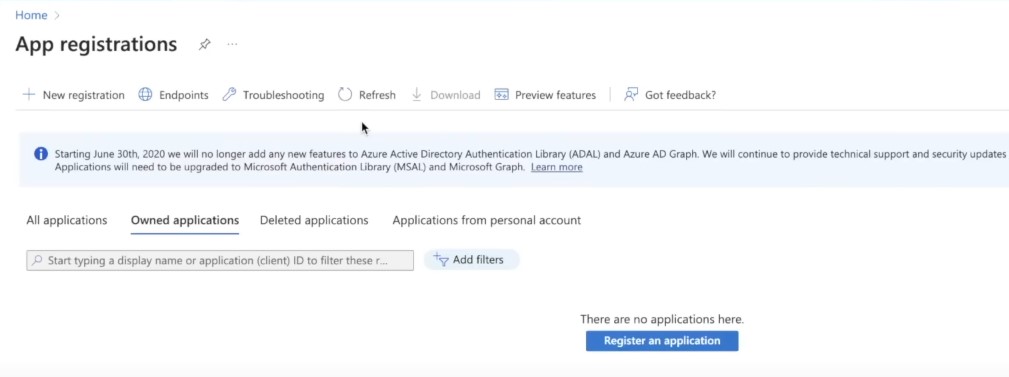 Home >
App registrations ...
New registration Endpoints Troubleshooting Refresh Download Preview features Got feedback?
Starting June 30th, 2020 we will no longer add any new features to Azure Active Directory Authentication Library (ADAL) and Azure AD Graph. We will continue to provide technical support and security updates
Applications will need to be upgraded to Microsoft Authentication Library (MSAL) and Microsoft Graph. Learn more
All applications Owned applications Deleted applications Applications from personal account
Start typing a display name or application (client) ID to filter these r... Add filters
There are no applications here.
Register an application